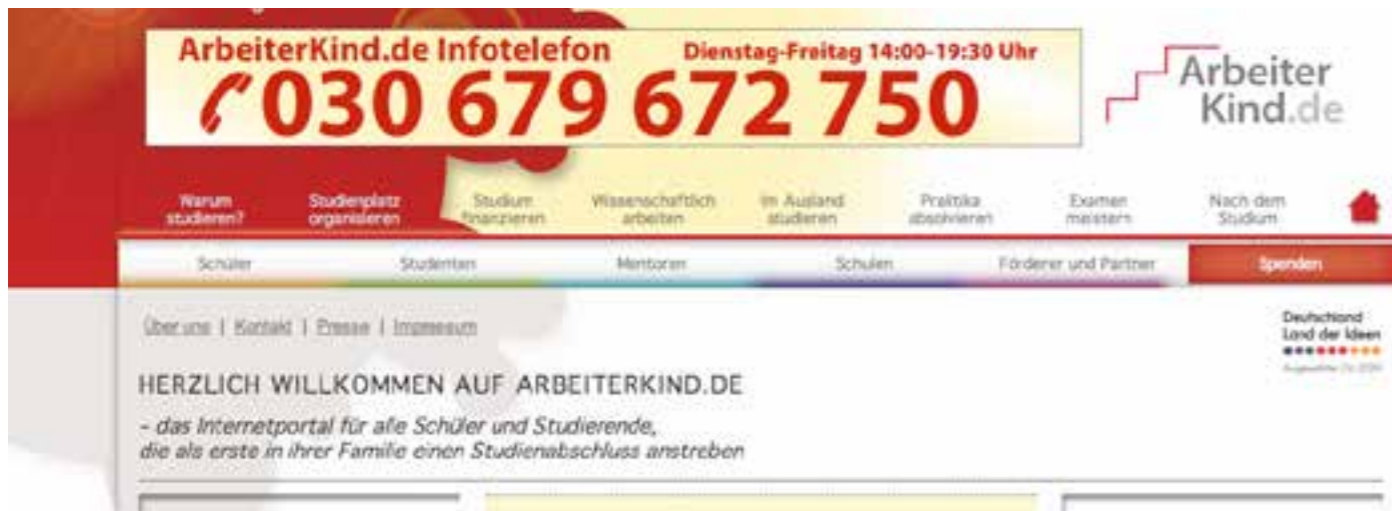 ArbeiterKind.de Infotelefon Dienstag-Freitag 14:00-19:30 Uhr
030 679 672 750
Arbeiter
Kind.de
Warum studieren?
Studienplatz organisieren
Studium finanzieren
Wissenschaftlich arbeiten
Im Ausland studieren
Praktika absolvieren
Examen meistern
Nach dem Studium
Schüler Studenten Mentoren Schulen Förderer und Partner Spenden
Über uns | Kontakt | Presse | Impressum
Deutschland
Land der Ideen
HERZLICH WILLKOMMEN AUF ARBEITERKIND.DE
– das Internetportal für alle Schüler und Studierende,
die als erste in ihrer Familie einen Studienabschluss anstreben